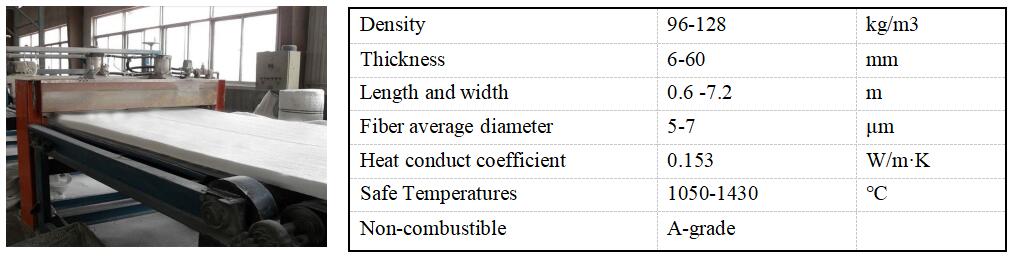 Density 96-128 kg/m3
Thickness 6-60 mm
Length and width 0.6 -7.2 m
Fiber average diameter 5-7 μm
Heat conduct coefficient 0.153 W/m·K
Safe Temperatures 1050-1430 ℃
Non-combustible A-grade